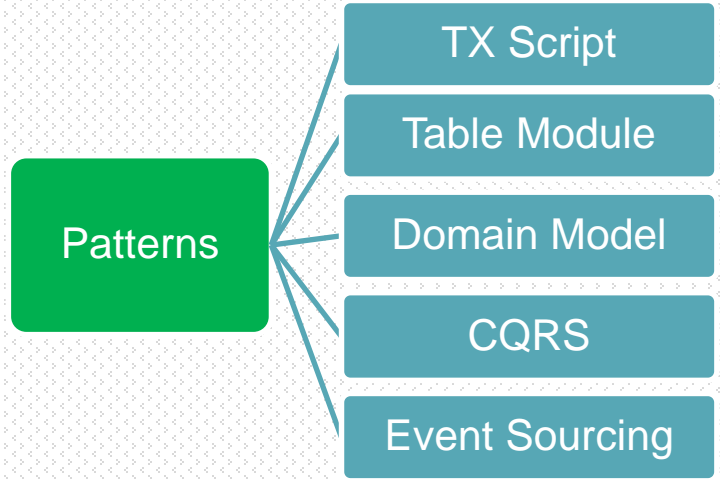 Patterns
TX Script
Table Module
Domain Model
CQRS
Event Sourcing